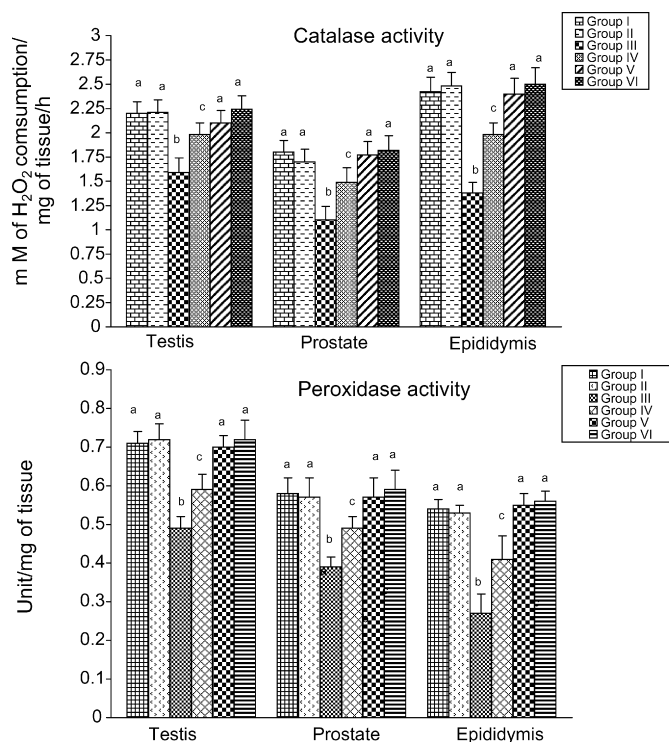 Catalase activity
Group I
Group II
Group III
Group IV
Group V
Group VI
m M of H₂O₂ comsumption/
mg of tissue/h
3
2.75
2.5
2.25
2
1.75
1.5
1.25
1
0.75
0.5
0.25
0
a a b c a a
a a b c a a
a a b c a a
Testis Prostate Epididymis
Peroxidase activity
Group I
Group II
Group III
Group IV
Group V
Group VI
Unit/mg of tissue
0.9
0.8
0.7
0.6
0.5
0.4
0.3
0.2
0.1
0
a a b c a a
a a b c a a
a a b c a a
Testis Prostate Epididymis